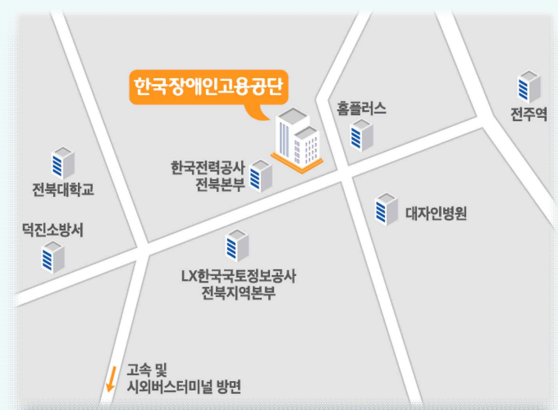 한국장애인고용공단
홈플러스
전주역
한국전력공사
전북본부
전북대학교
대자인병원
덕진소방서
LX한국국토정보공사
전북지역본부
고속 및
시외버스터미널 방면